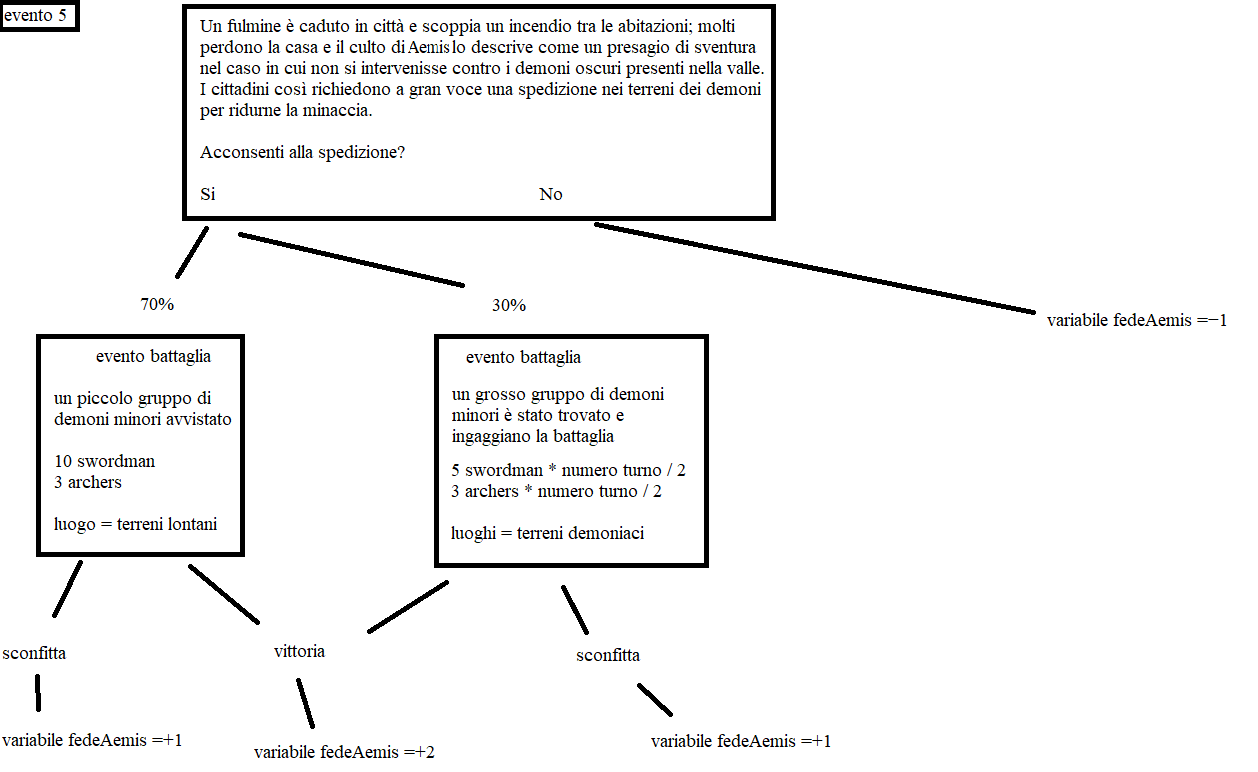 evento 5
Un fulmine è caduto in città e scoppia un incendio tra le abitazioni; molti
perdono la casa e il culto di Aemis lo descrive come un presagio di sventura
nel caso in cui non si intervenisse contro i demoni oscuri presenti nella valle.
I cittadini così richiedono a gran voce una spedizione nei terreni dei demoni
per ridurne la minaccia.
Acconsenti alla spedizione?
Si No
70% 30%
variabile fedeAemis =−1
evento battaglia
un piccolo gruppo di
demoni minori avvistato
10 swordman
3 archers
luogo = terreni lontani
evento battaglia
un grosso gruppo di demoni
minori è stato trovato e
ingaggiano la battaglia
5 swordman * numero turno / 2
3 archers * numero turno / 2
luoghi = terreni demoniaci
sconfitta vittoria sconfitta
variabile fedeAemis =+1
variabile fedeAemis =+2
variabile fedeAemis =+1